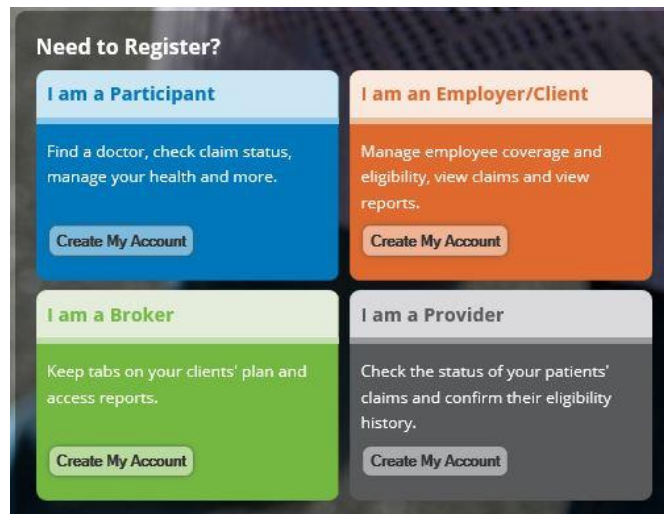 Need to Register?
I am a Participant
Find a doctor, check claim status,
manage your health and more.
Create My Account
I am an Employer/Client
Manage employee coverage and
eligibility, view claims and view
reports.
Create My Account
I am a Broker
Keep tabs on your clients' plan and
access reports.
Create My Account
I am a Provider
Check the status of your patients'
claims and confirm their eligibility
history.
Create My Account